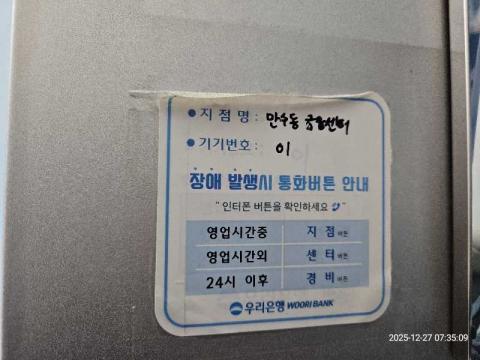 ● 지점명 : 만수동 금융센터
● 기기번호 : 01
장애 발생시 통화버튼 안내
" 인터폰 버튼을 확인하세요 "
영업시간중 지점 버튼
영업시간외 센터 버튼
24시 이후 경비 버튼
우리은행 WOORI BANK
2025-12-27 07:35:09